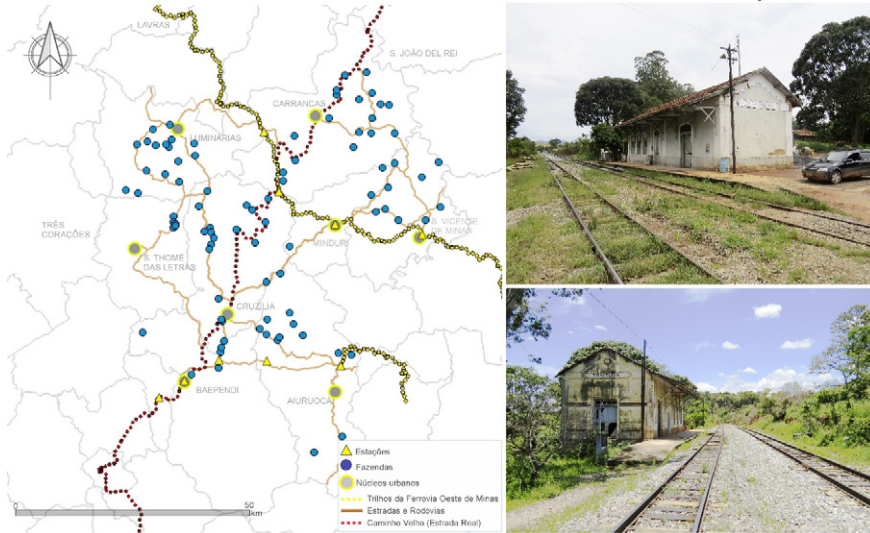 LAVRAS
S. JOÃO DEL REI
CARRANCAS
LUMINÁRIAS
TRÊS
CORAÇÕES
S. THOMÉ
DAS LETRAS
MINDURI
S. VICENTE
DE MINAS
CRUZÍLIA
BAEPENDI
AIURUOCA
0
50
km
Estações
Fazendas
Núcleos urbanos
Trilhos da Ferrovia Oeste de Minas
Estradas e Rodovias
Caminho Velho (Estrada Real)